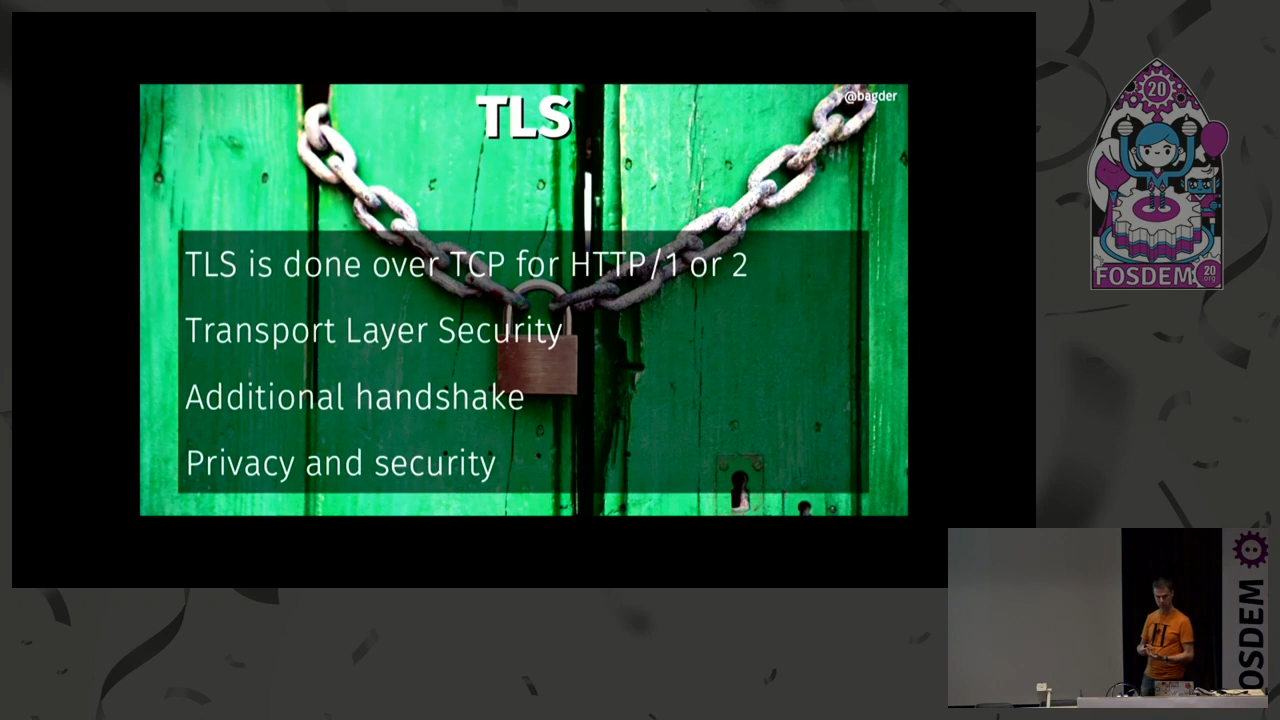 TLS
@bagder
TLS is done over TCP for HTTP/1 or 2
Transport Layer Security
Additional handshake
Privacy and security
20
FOSDEM
20
org
FOSDEM